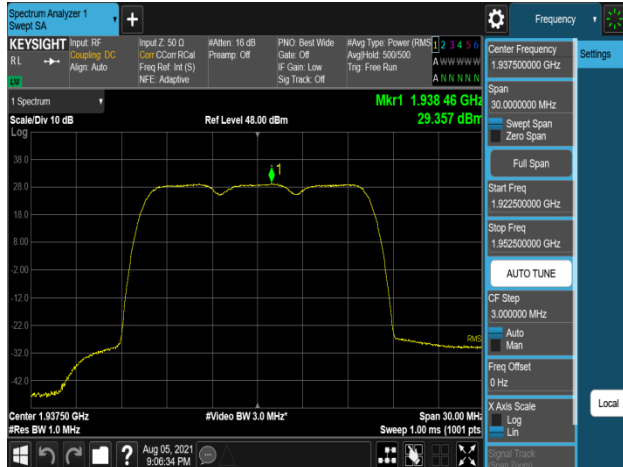 Spectrum Analyzer 1
Swept SA
+
Frequency
KEYSIGHT
RL
Input: RF
Coupling: DC
Align: Auto
Input Z: 50 Ω
Corr CCorr RCal
Freq Ref: Int (S)
NFE: Adaptive
#Atten: 16 dB
Preamp: Off
PNO: Best Wide
Gate: Off
IF Gain: Low
Sig Track: Off
#Avg Type: Power (RMS
Avg|Hold: 500/500
Trig: Free Run
1 2 3 4 5 6
A W W W W W
A N N N N N
1 Spectrum
Scale/Div 10 dB
Ref Level 48.00 dBm
Mkr1 1.938 46 GHz
29.357 dBm
Log
38.0
28.0
18.0
8.00
-2.00
-12.0
-22.0
-32.0
-42.0
1
RMS
Center 1.93750 GHz
#Res BW 1.0 MHz
#Video BW 3.0 MHz*
Span 30.00 MHz
Sweep 1.00 ms (1001 pts
?
Aug 05, 2021
9:06:34 PM
Center Frequency
1.937500000 GHz
Span
30.0000000 MHz
Swept Span
Zero Span
Full Span
Start Freq
1.922500000 GHz
Stop Freq
1.952500000 GHz
AUTO TUNE
CF Step
3.000000 MHz
Auto
Man
Freq Offset
0 Hz
X Axis Scale
Log
Lin
Signal Track
(Span Zoom)
Settings
Local